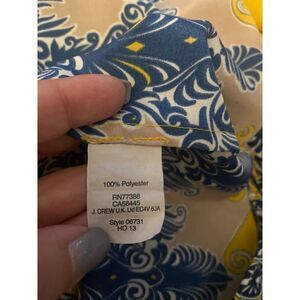 100% Polyester
RN77388
CA56445
J. CREW U.K. Ltd EC4V 6JA
Style 06731
HO 13